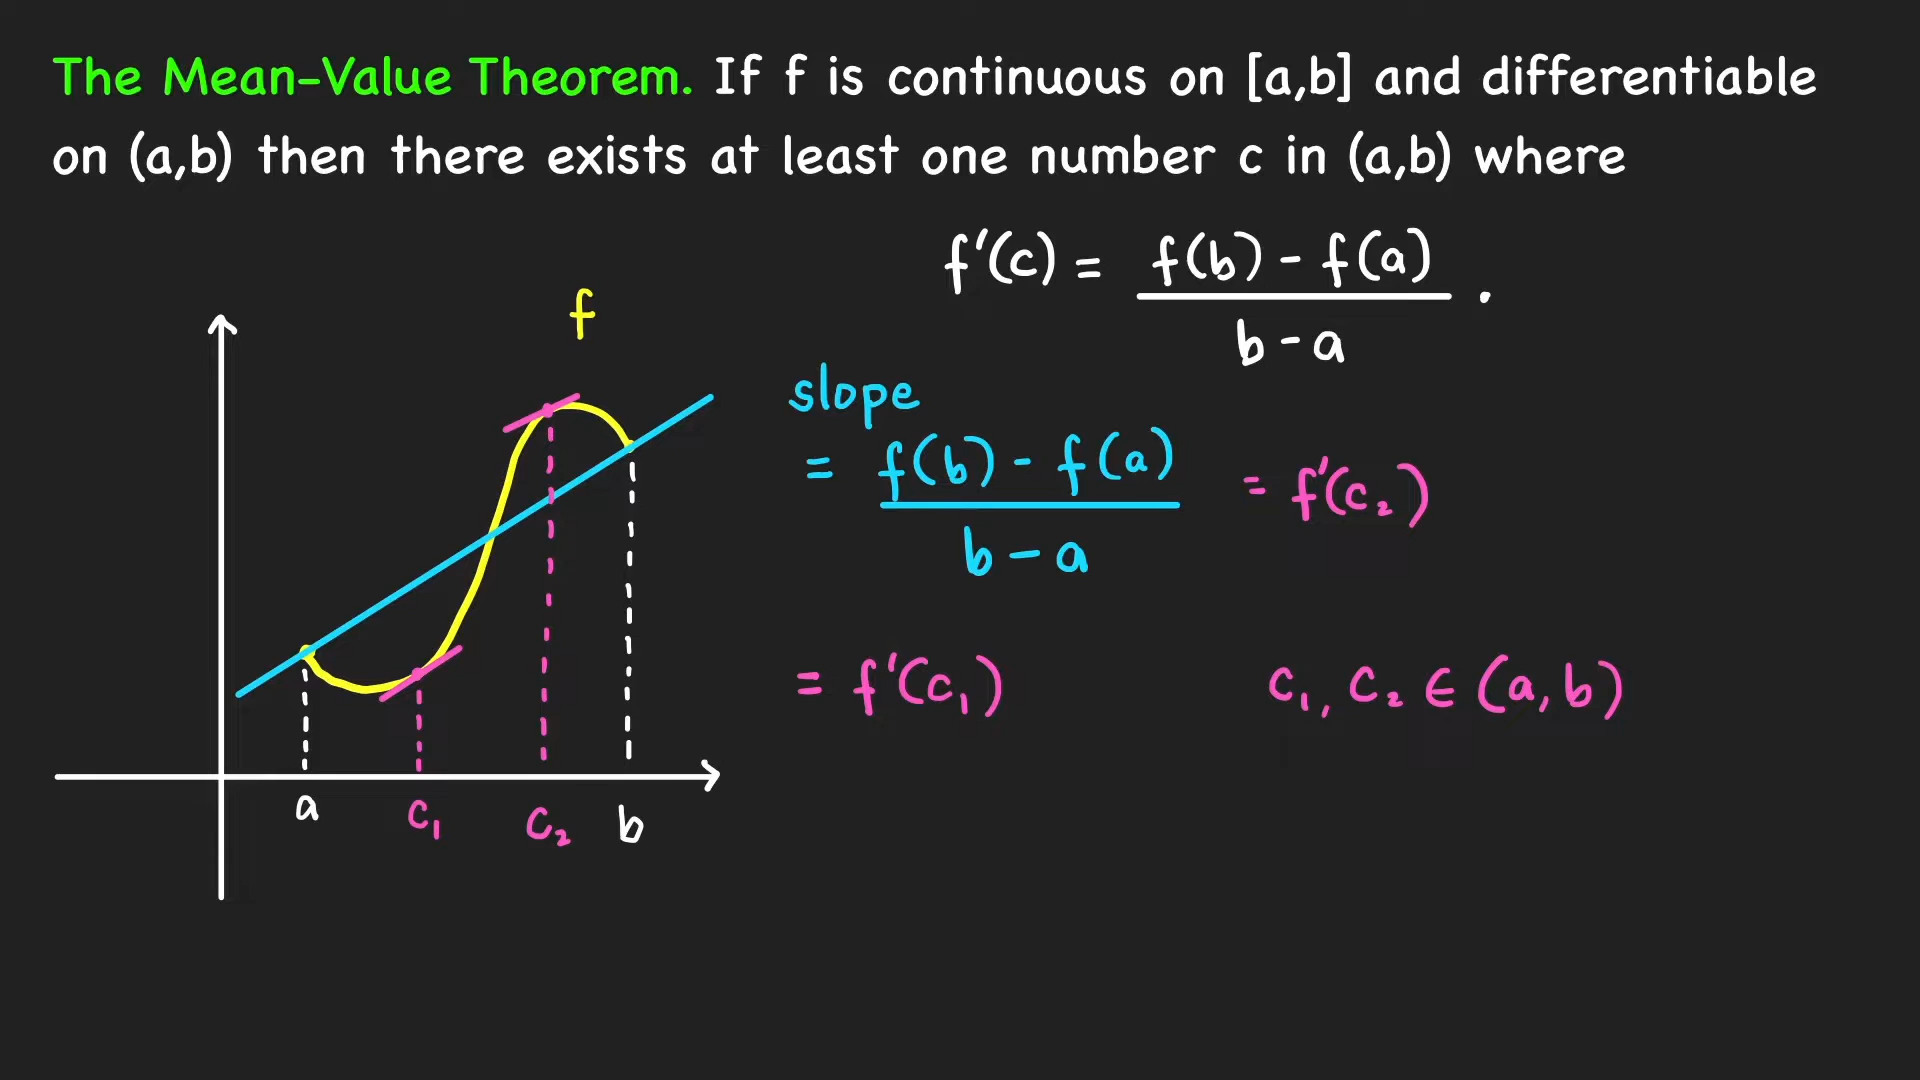 The Mean-Value Theorem. If f is continuous on [a,b] and differentiable
on (a,b) then there exists at least one number c in (a,b) where
f'(c) = f(b) - f(a)
b - a .
f
slope
= f(b) - f(a)
b - a
= f'(c₂)
= f'(c₁)
c₁, c₂ ∈ (a, b)
a c₁ c₂ b